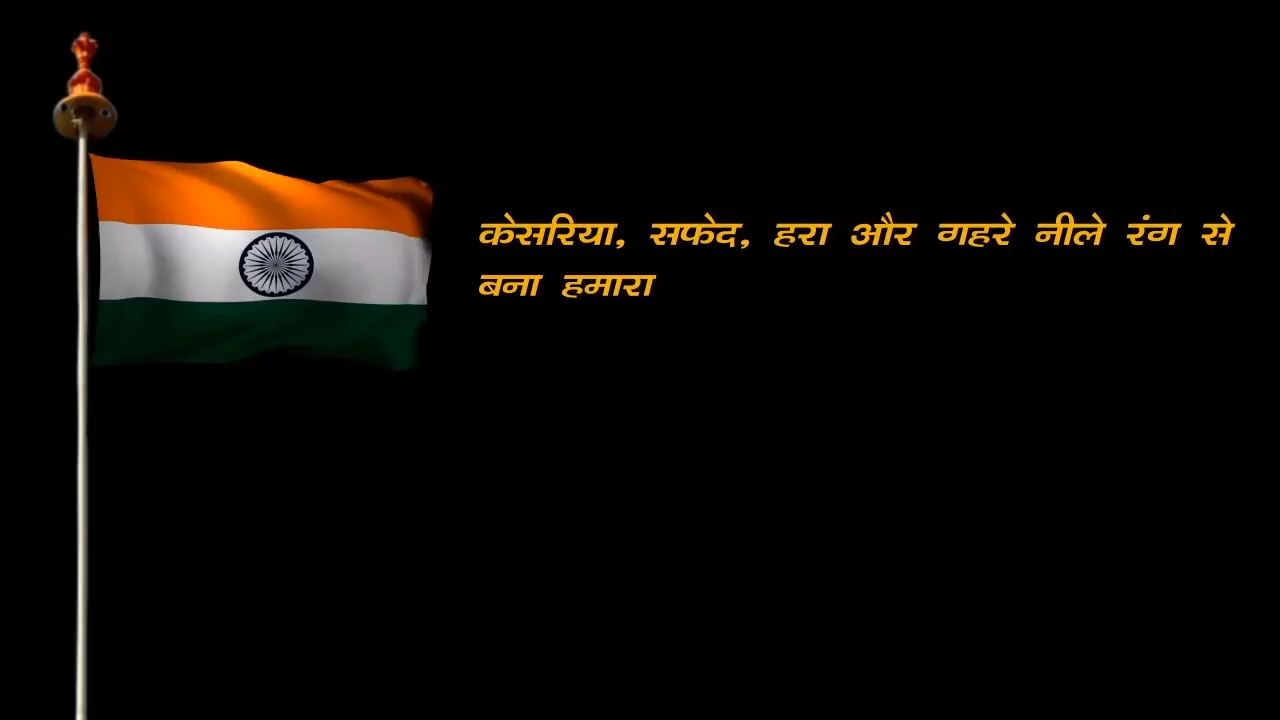 केसरिया, सफेद, हरा और गहरे नीले रंग से
बना हमारा